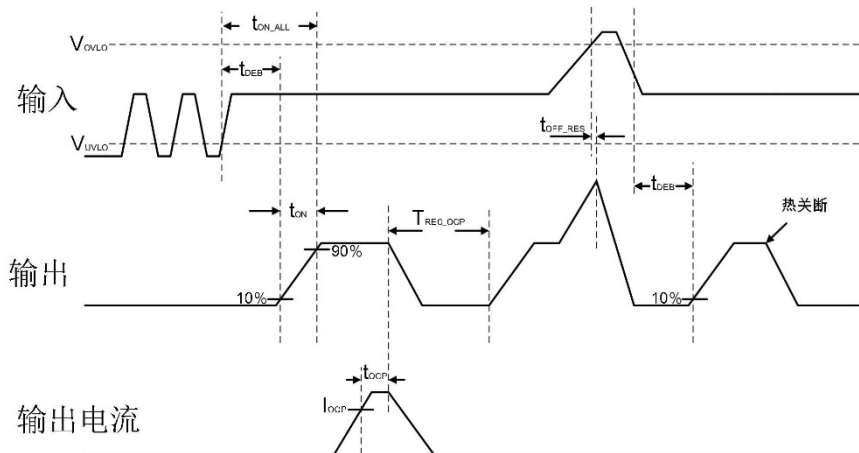 tON_ALL
VOVLO
tDEB
输入
tOFF_RES
VUVLO
tDEB
tON
TREC_OCP
热关断
90%
输出
10%
10%
tOCP
IOCP
输出电流